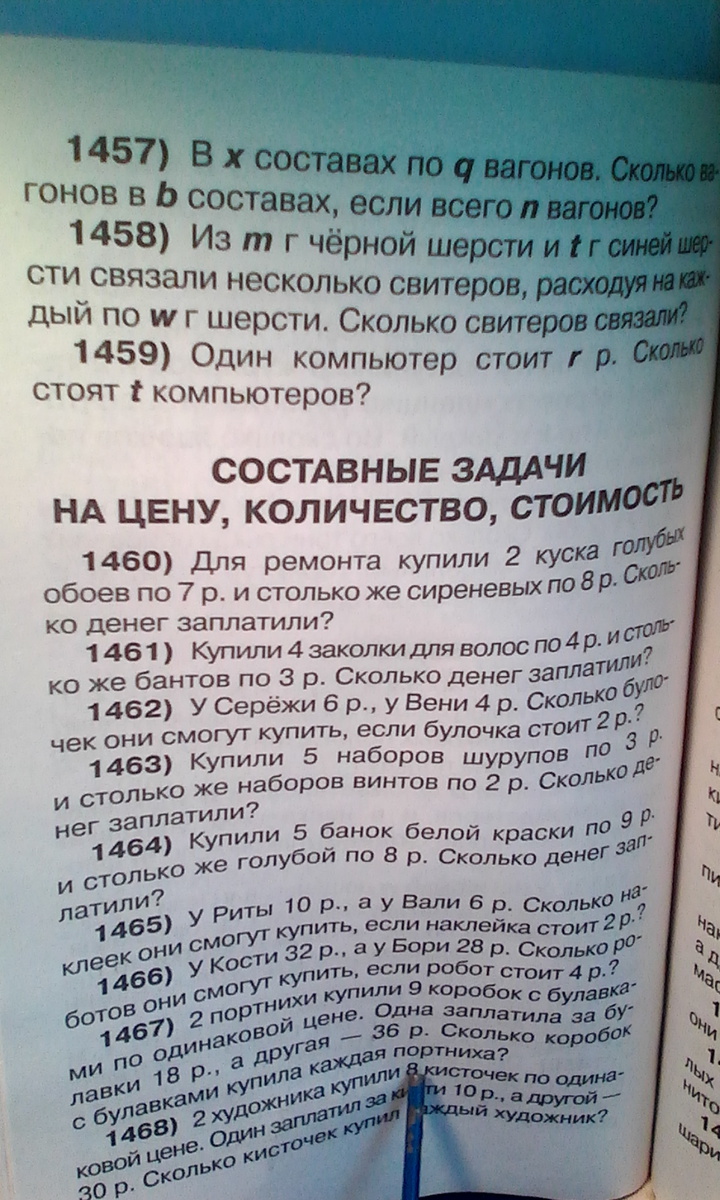 1457) В x составах по q вагонов. Сколько ва-
гонов в b составах, если всего n вагонов?
1458) Из m г чёрной шерсти и t г синей шер-
сти связали несколько свитеров, расходуя на каж-
дый по w г шерсти. Сколько свитеров связали?
1459) Один компьютер стоит r р. Сколько
стоят t компьютеров?
СОСТАВНЫЕ ЗАДАЧИ
НА ЦЕНУ, КОЛИЧЕСТВО, СТОИМОСТЬ
1460) Для ремонта купили 2 куска голубых
обоев по 7 р. и столько же сиреневых по 8 р. Сколь-
ко денег заплатили?
1461) Купили 4 заколки для волос по 4 р. и столь-
ко же бантов по 3 р. Сколько денег заплатили?
1462) У Серёжи 6 р., у Вени 4 р. Сколько було-
чек они смогут купить, если булочка стоит 2 р.?
1463) Купили 5 наборов шурупов по 3 р.
и столько же наборов винтов по 2 р. Сколько де-
нег заплатили?
1464) Купили 5 банок белой краски по 9 р.
и столько же голубой по 8 р. Сколько денег зап-
латили?
1465) У Риты 10 р., а у Вали 6 р. Сколько на-
клеек они смогут купить, если наклейка стоит 2 р.?
1466) У Кости 32 р., а у Бори 28 р. Сколько ро-
ботов они смогут купить, если робот стоит 4 р.?
1467) 2 портнихи купили 9 коробок с булавка-
ми по одинаковой цене. Одна заплатила за бу-
лавки 18 р., а другая — 36 р. Сколько коробок
с булавками купила каждая портниха?
1468) 2 художника купили 8 кисточек по одина-
ковой цене. Один заплатил за кисти 10 р., а другой —
30 р. Сколько кисточек купил каждый художник?